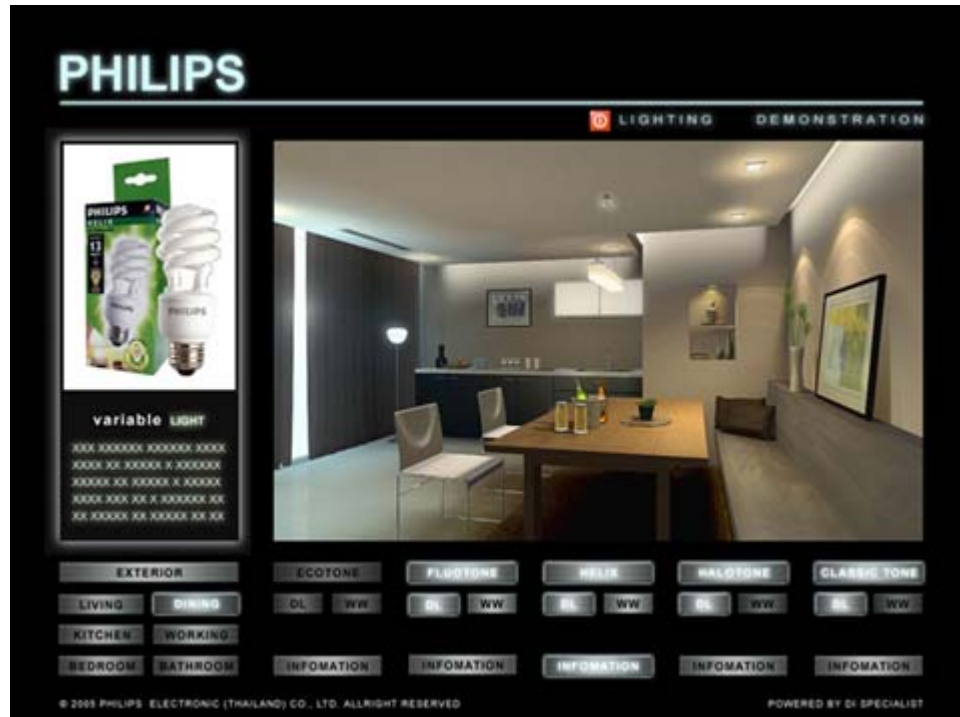 PHILIPS
LIGHTING DEMONSTRATION
PHILIPS
HELIX
13
PHILIPS
variable LIGHT
XXX XXXXXX XXXXXX XXXX
XXXX XX XXXXX X XXXXXX
XXXXX XX XXXXX X XXXXX
XXXX XXX XX X XXXXXX XX
XX XXXXX XX XXXXX XX XX
EXTERIOR
LIVING DINING
KITCHEN WORKING
BEDROOM BATHROOM
ECOTONE FLUOTONE HELIX HALOTONE CLASSIC TONE
DL WW DL WW DL WW DL WW DL WW
INFOMATION INFOMATION INFOMATION INFOMATION INFOMATION
© 2005 PHILIPS ELECTRONIC (THAILAND) CO., LTD. ALLRIGHT RESERVED
POWERED BY DI SPECIALIST